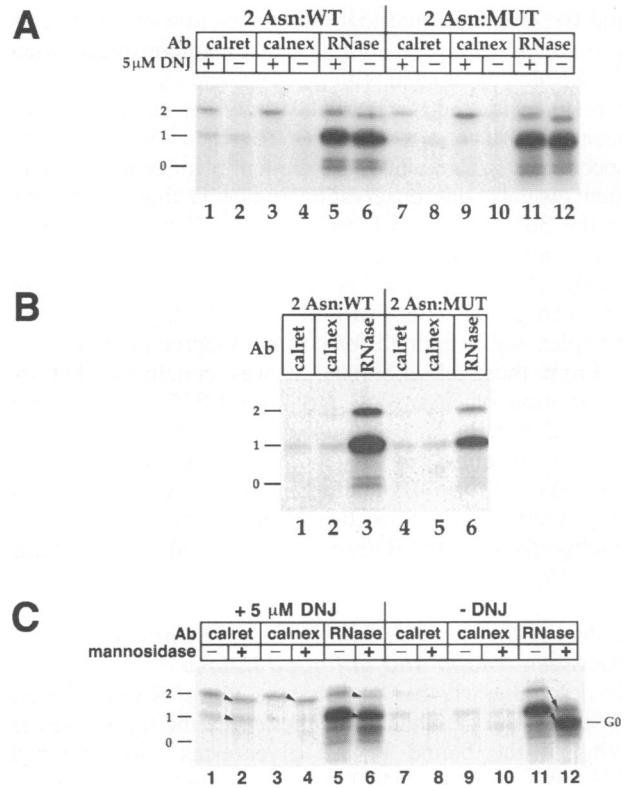 A
2 Asn:WT 2 Asn:MUT
Ab calret calnex RNase calret calnex RNase
5μM DNJ + − + − + − + − + − + −
2
1
0
1 2 3 4 5 6 7 8 9 10 11 12
B
2 Asn:WT 2 Asn:MUT
Ab calret calnex RNase calret calnex RNase
2
1
0
1 2 3 4 5 6
C
+ 5 μM DNJ - DNJ
Ab calret calnex RNase calret calnex RNase
mannosidase − + − + − + − + − + − +
2
1
0
G0
1 2 3 4 5 6 7 8 9 10 11 12